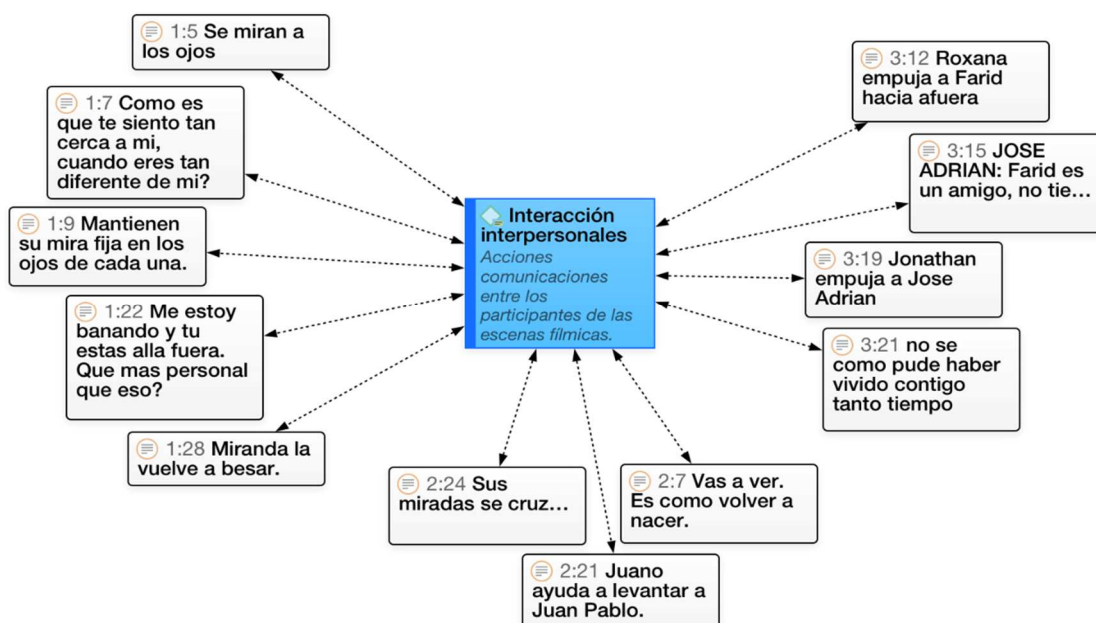 1:5 Se miran a
los ojos
1:7 Como es
que te siento tan
cerca a mi,
cuando eres tan
diferente de mi?
1:9 Mantienen
su mira fija en los
ojos de cada una.
1:22 Me estoy
banando y tu
estas alla fuera.
Que mas personal
que eso?
1:28 Miranda la
vuelve a besar.
Interacción
interpersonales
Acciones
comunicaciones
entre los
participantes de las
escenas fílmicas.
2:24 Sus
miradas se cruz...
2:21 Juano
ayuda a levantar a
Juan Pablo.
2:7 Vas a ver.
Es como volver a
nacer.
3:12 Roxana
empuja a Farid
hacia afuera
3:15 JOSE
ADRIAN: Farid es
un amigo, no tie...
3:19 Jonathan
empuja a Jose
Adrian
3:21 no se
como pude haber
vivido contigo
tanto tiempo